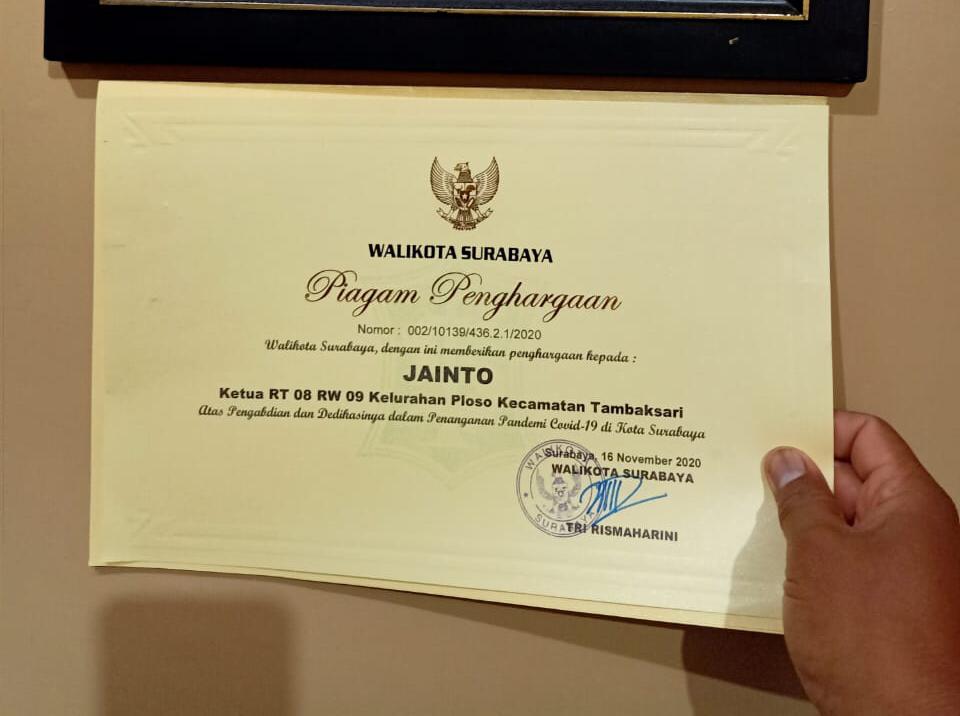 WALIKOTA SURABAYA
Piagam Penghargaan
Nomor : 002/10139/436.2.1/2020
Walikota Surabaya, dengan ini memberikan penghargaan kepada :
JAINTO
Ketua RT 08 RW 09 Kelurahan Ploso Kecamatan Tambaksari
Atas Pengabdian dan Dedikasinya dalam Penanganan Pandemi Covid-19 di Kota Surabaya
Surabaya, 16 November 2020
WALIKOTA SURABAYA
WALIKOTA
SURABAYA
TRI RISMAHARINI